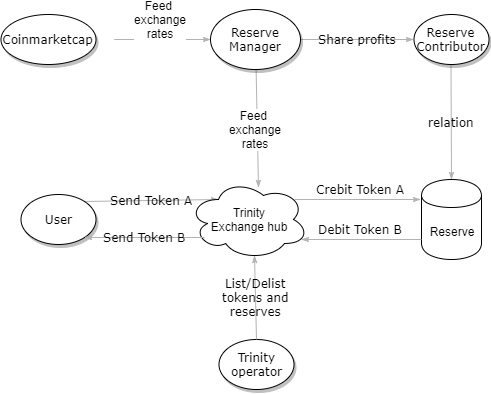 Feed
exchange
rates
Coinmarketcap
Reserve
Manager
Share profits
Reserve
Contributor
Feed
exchange
rates
relation
Send Token A
Crebit Token A
User
Trinity
Exchange hub
Reserve
Send Token B
Debit Token B
List/Delist
tokens and
reserves
Trinity
operator